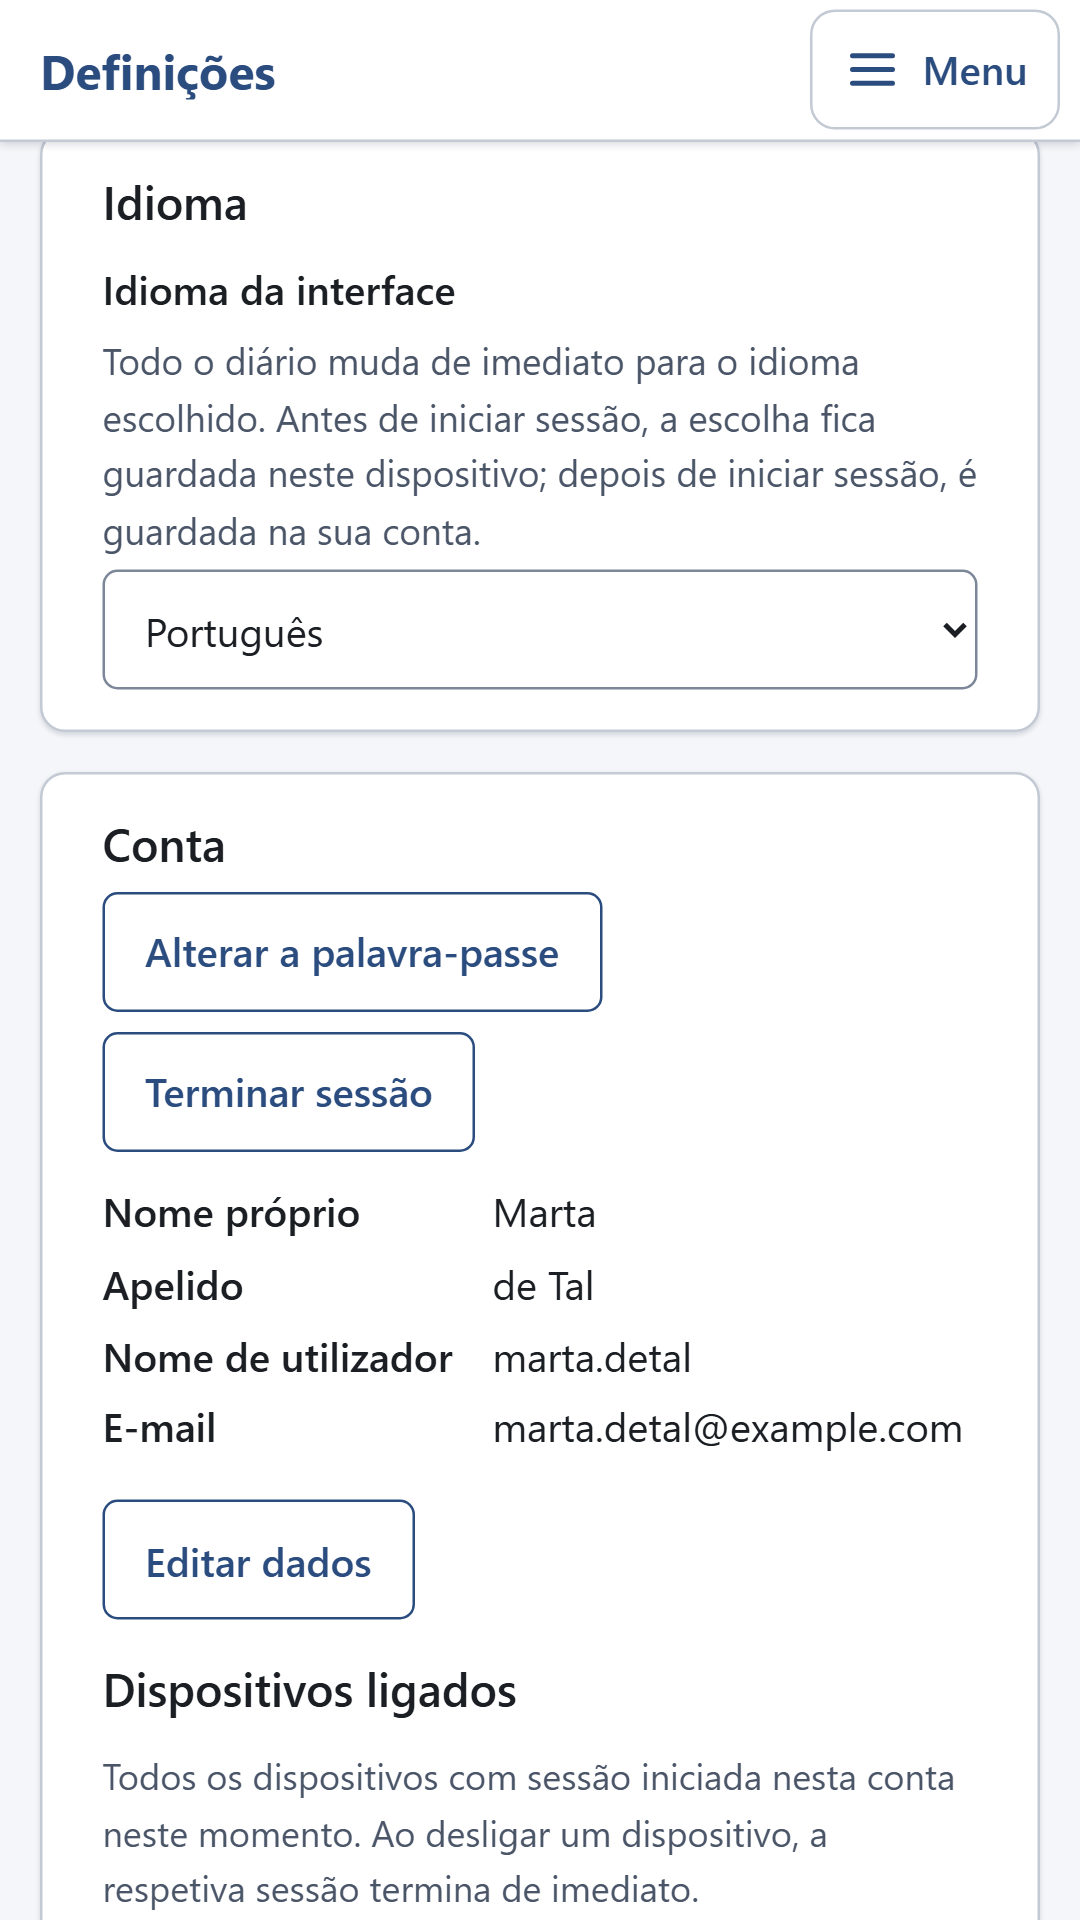 Definições
Menu
Idioma
Idioma da interface
Todo o diário muda de imediato para o idioma
escolhido. Antes de iniciar sessão, a escolha fica
guardada neste dispositivo; depois de iniciar sessão, é
guardada na sua conta.
Português
Conta
Alterar a palavra-passe
Terminar sessão
Nome próprio Marta
Apelido de Tal
Nome de utilizador marta.detal
E-mail marta.detal@example.com
Editar dados
Dispositivos ligados
Todos os dispositivos com sessão iniciada nesta conta
neste momento. Ao desligar um dispositivo, a
respetiva sessão termina de imediato.